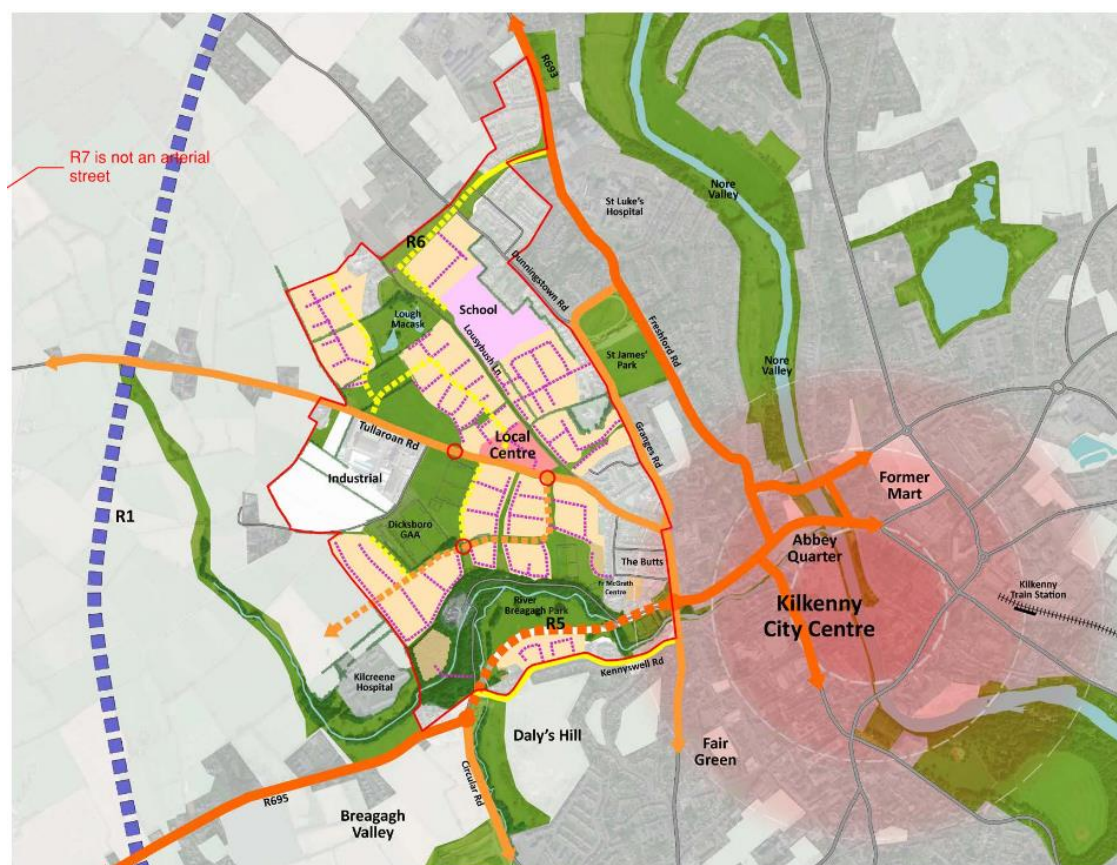 R693
R7 is not an arterial
street
Nore
Valley
St Luke's
Hospital
R6
Dunningstown Rd
School
Lough
Macask
Lousybush Ln
Freshford Rd
St James'
Park
Nore
Valley
Tullaroan Rd
Local
Centre
Granges Rd
Industrial
Former
Mart
R1
Dicksboro
GAA
Abbey
Quarter
The Butts
Fr McGrath
Centre
Kilkenny
Train Station
River
Breagagh Park
R5
Kilkenny
City Centre
Kennyswell Rd
Kilcreene
Hospital
Daly's Hill
Fair
Green
Circular Rd
R695
Breagagh
Valley